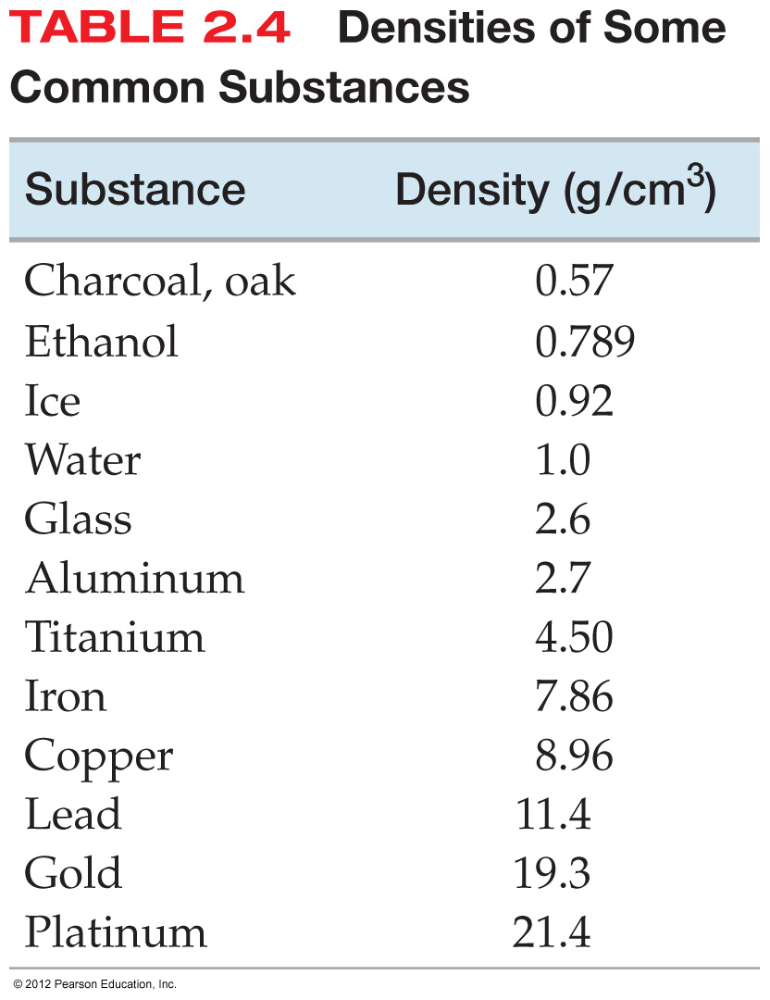 TABLE 2.4 Densities of Some
Common Substances
Substance Density (g/cm³)
Charcoal, oak 0.57
Ethanol 0.789
Ice 0.92
Water 1.0
Glass 2.6
Aluminum 2.7
Titanium 4.50
Iron 7.86
Copper 8.96
Lead 11.4
Gold 19.3
Platinum 21.4
© 2012 Pearson Education, Inc.